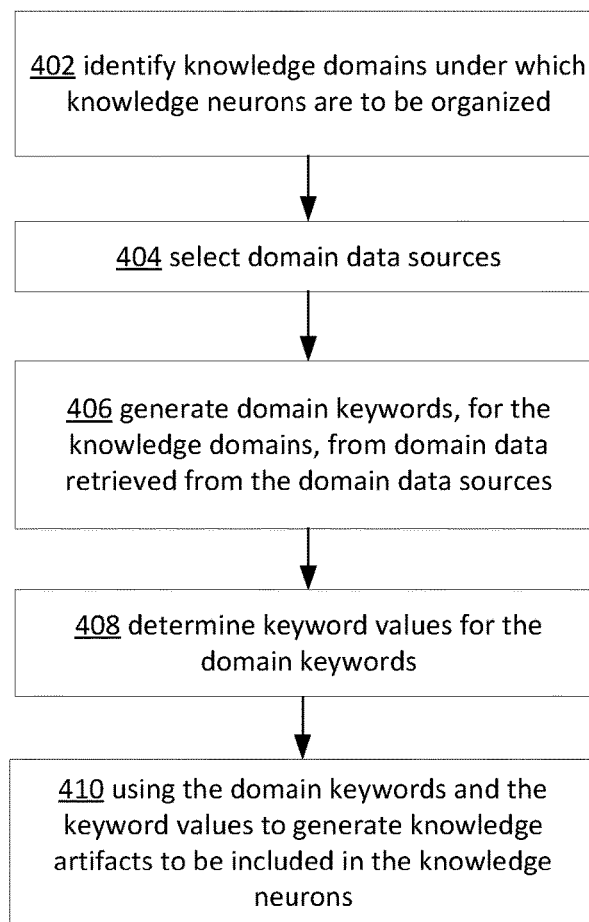 402 identify knowledge domains under which
knowledge neurons are to be organized
404 select domain data sources
406 generate domain keywords, for the
knowledge domains, from domain data
retrieved from the domain data sources
408 determine keyword values for the
domain keywords
410 using the domain keywords and the
keyword values to generate knowledge
artifacts to be included in the knowledge
neurons